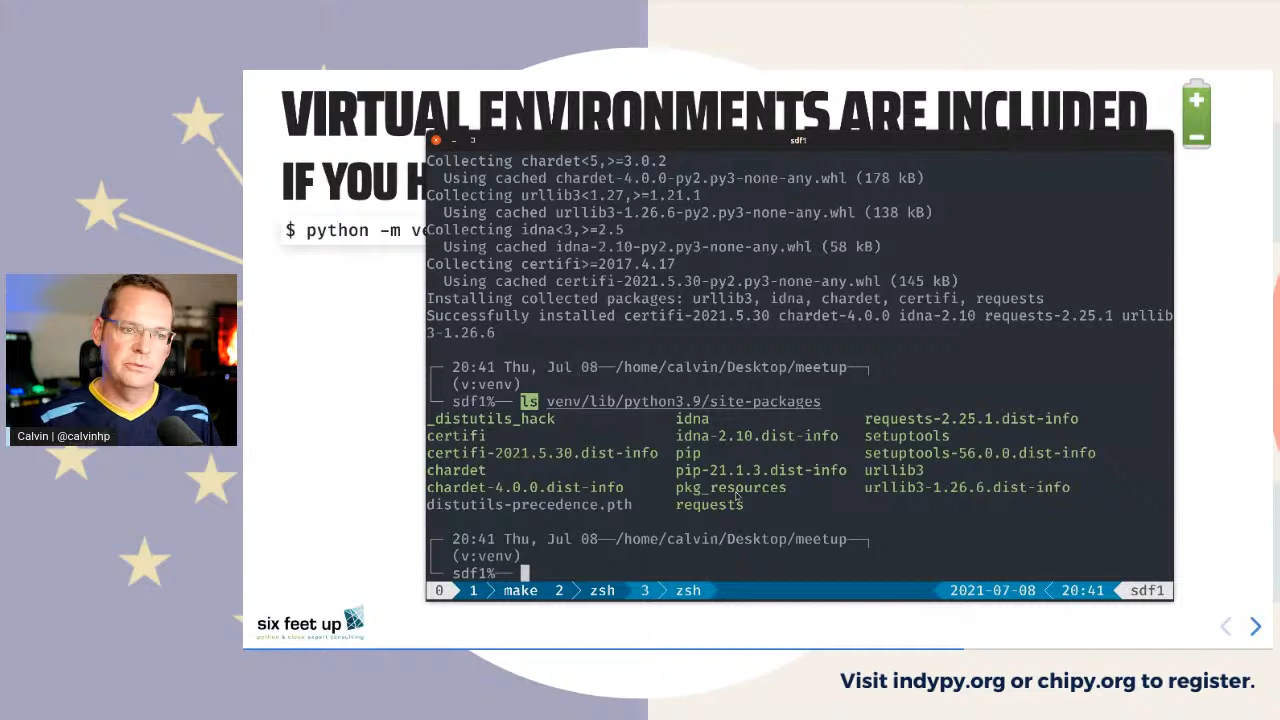 VIRTUAL ENVIRONMENTS ARE INCLUDED
IF YOU H
$ python -m ve
sdf1
Collecting chardet<5,>=3.0.2
Using cached chardet-4.0.0-py2.py3-none-any.whl (178 kB)
Collecting urllib3<1.27,>=1.21.1
Using cached urllib3-1.26.6-py2.py3-none-any.whl (138 kB)
Collecting idna<3,>=2.5
Using cached idna-2.10-py2.py3-none-any.whl (58 kB)
Collecting certifi>=2017.4.17
Using cached certifi-2021.5.30-py2.py3-none-any.whl (145 kB)
Installing collected packages: urllib3, idna, chardet, certifi, requests
Successfully installed certifi-2021.5.30 chardet-4.0.0 idna-2.10 requests-2.25.1 urllib
3-1.26.6
20:41 Thu, Jul 08──/home/calvin/Desktop/meetup
(v:venv)
sdf1%── ls venv/lib/python3.9/site-packages
_distutils_hack idna requests-2.25.1.dist-info
certifi idna-2.10.dist-info setuptools
certifi-2021.5.30.dist-info pip setuptools-56.0.0.dist-info
chardet pip-21.1.3.dist-info urllib3
chardet-4.0.0.dist-info pkg_resources urllib3-1.26.6.dist-info
distutils-precedence.pth requests
20:41 Thu, Jul 08──/home/calvin/Desktop/meetup
(v:venv)
sdf1%──
0 1 make 2 zsh 3 zsh 2021-07-08 20:41 sdf1
Calvin | @calvinhp
six feet up
python & cloud expert consulting
Visit indypy.org or chipy.org to register.